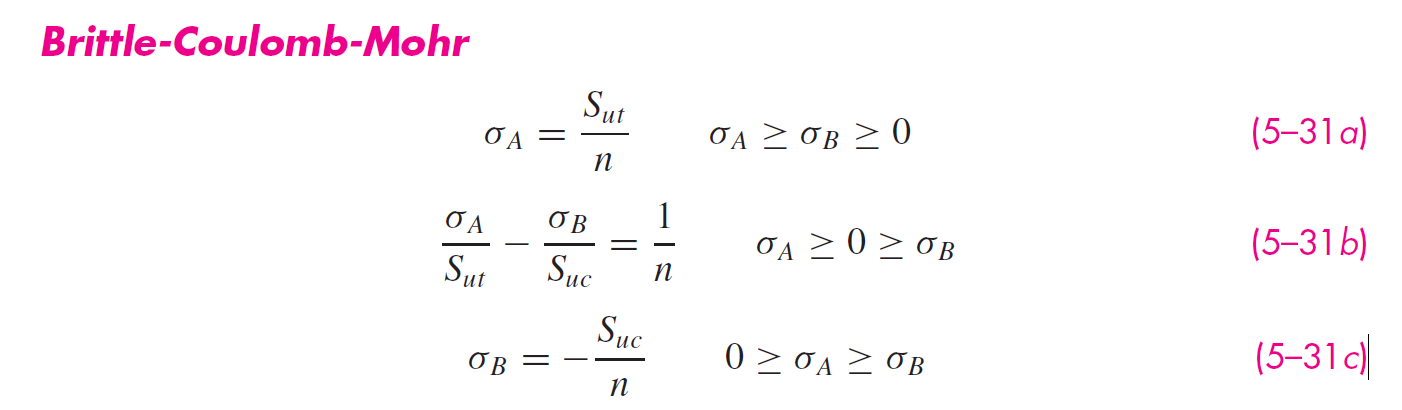 Brittle-Coulomb-Mohr
σ_A = S_ut / n    σ_A ≥ σ_B ≥ 0    (5–31a)
σ_A / S_ut − σ_B / S_uc = 1 / n    σ_A ≥ 0 ≥ σ_B    (5–31b)
σ_B = − S_uc / n    0 ≥ σ_A ≥ σ_B    (5–31c)